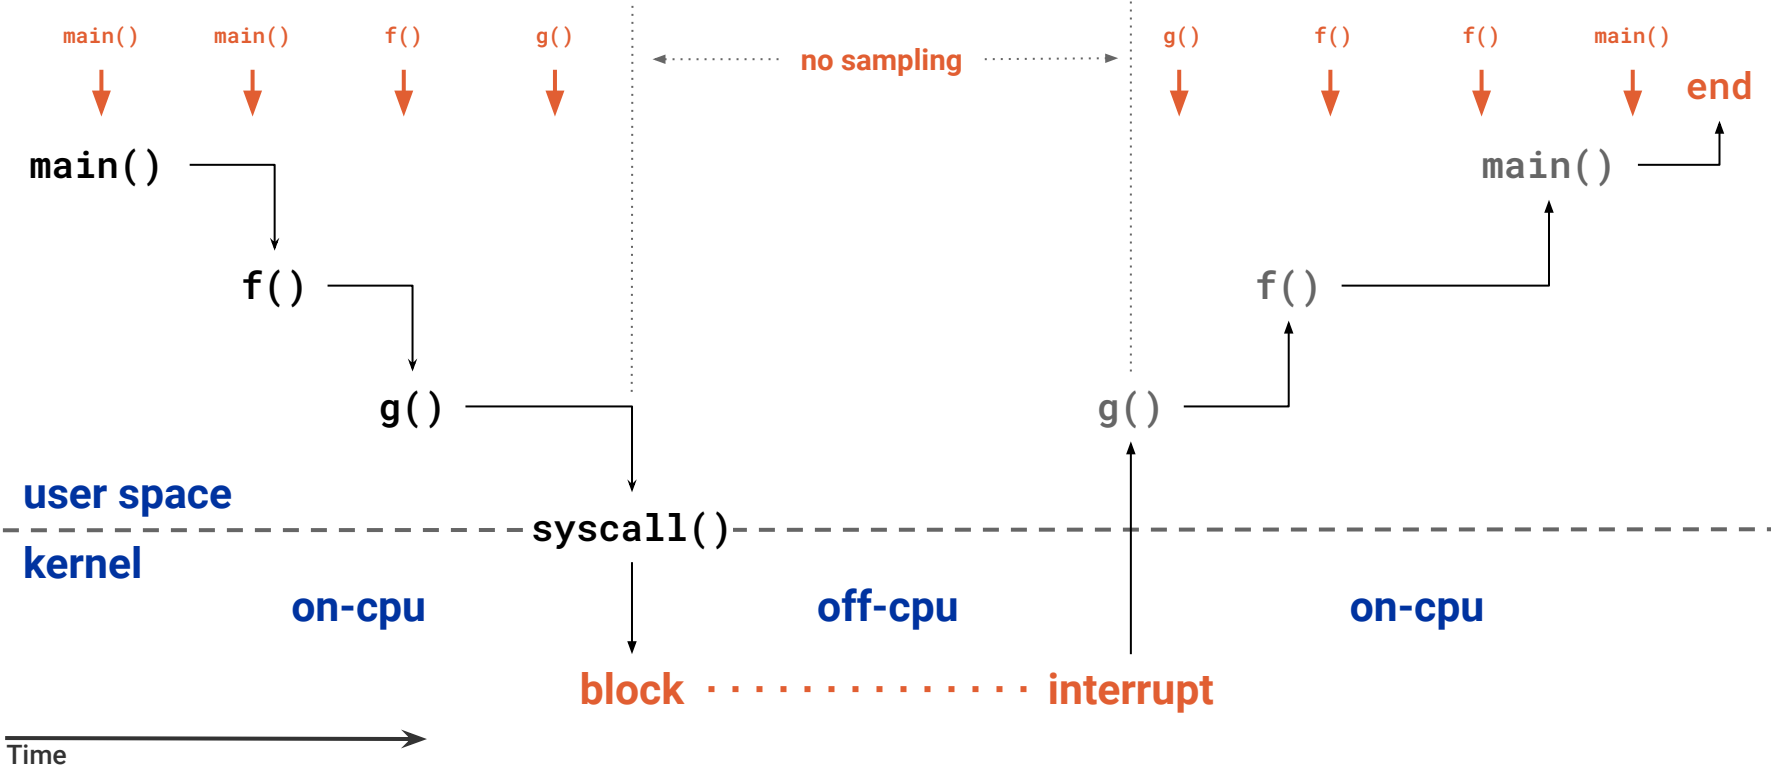 main() main() f() g() no sampling g() f() f() main()
end
main() main()
f() f()
g() g()
user space
syscall()
kernel
on-cpu off-cpu on-cpu
block interrupt
Time